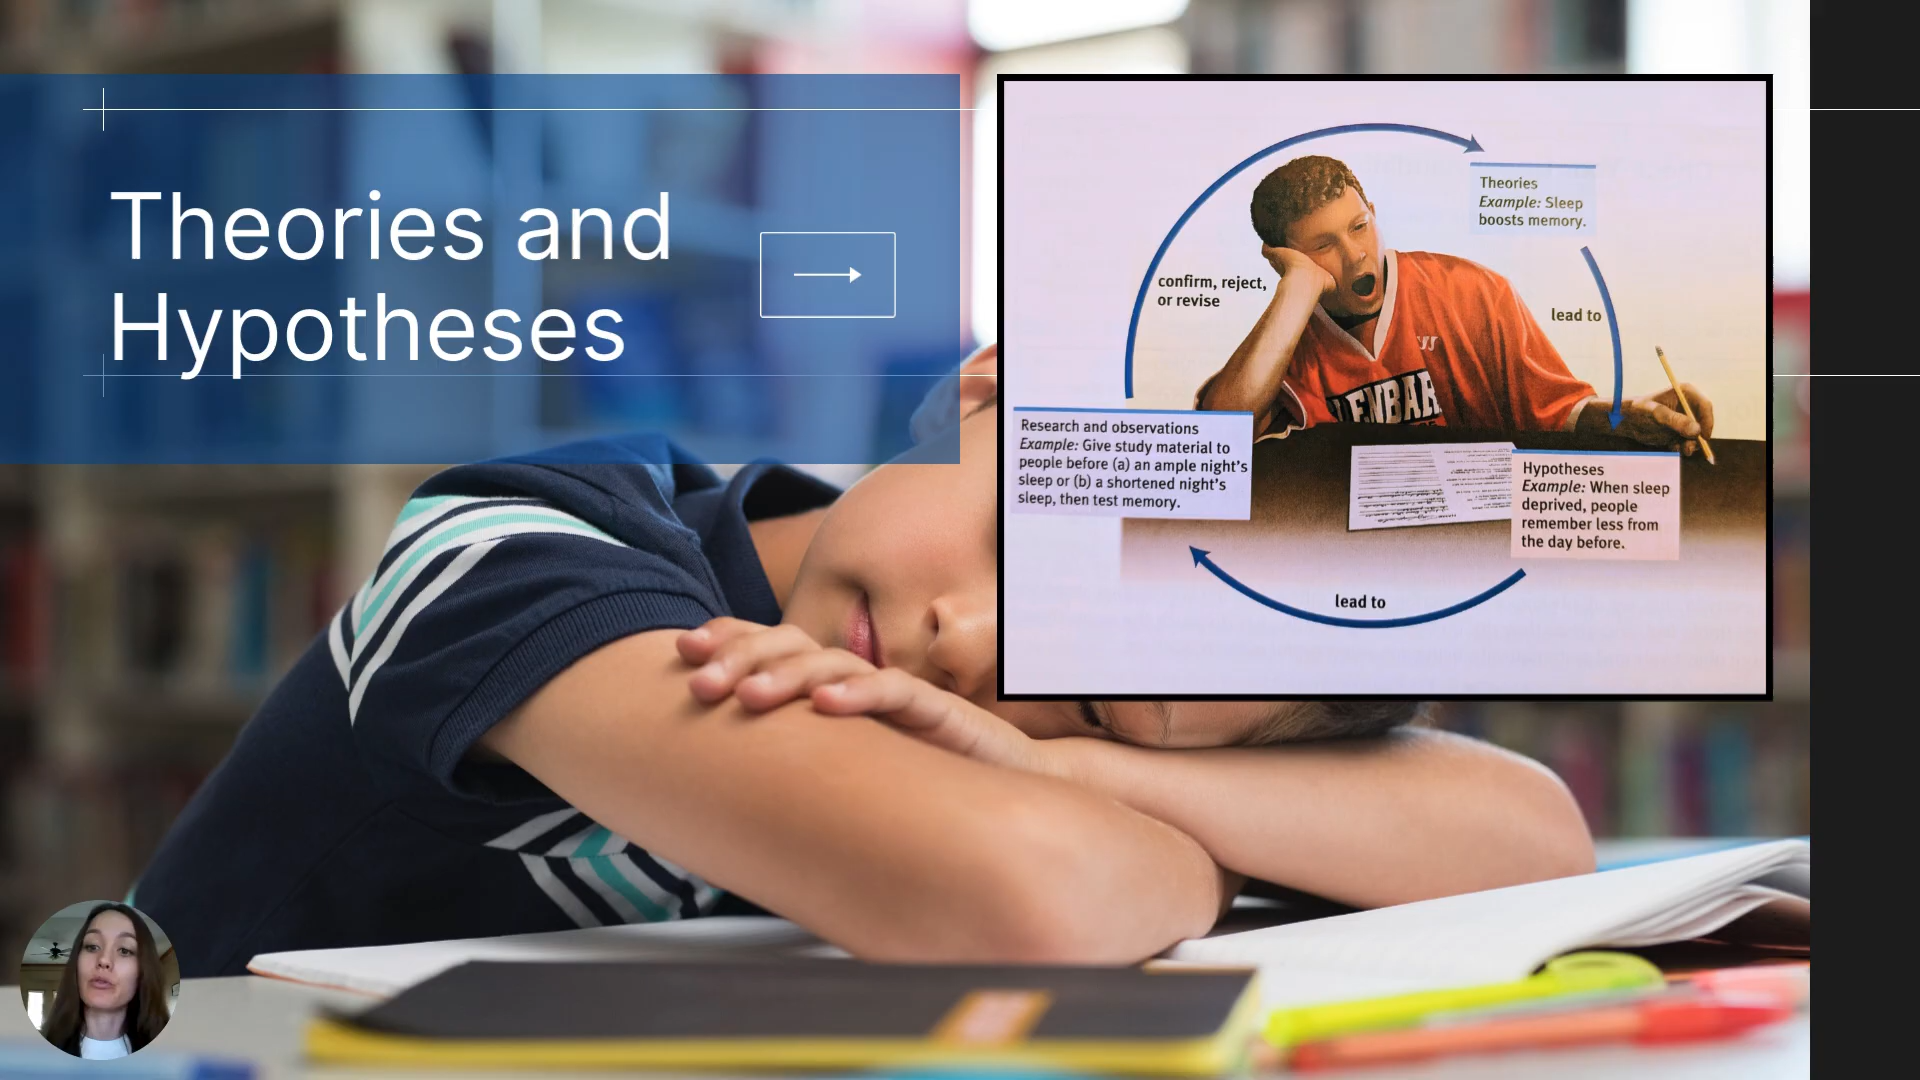 Theories and
Hypotheses
Theories
Example: Sleep
boosts memory.
confirm, reject,
or revise
lead to
Research and observations
Example: Give study material to
people before (a) an ample night's
sleep or (b) a shortened night's
sleep, then test memory.
Hypotheses
Example: When sleep
deprived, people
remember less from
the day before.
lead to